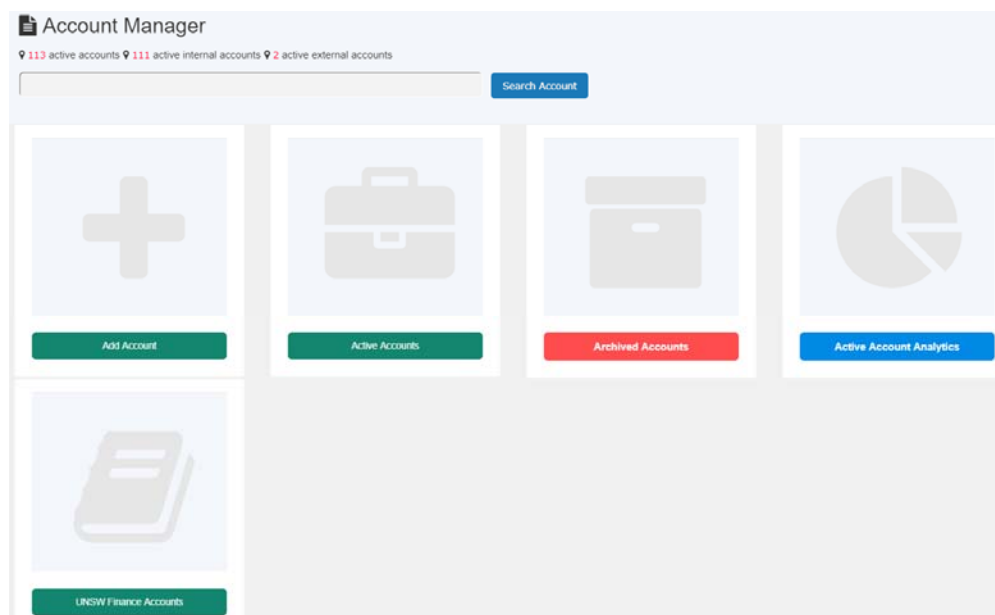 Account Manager
113 active accounts 111 active internal accounts 2 active external accounts
Search Account
Add Account
Active Accounts
Archived Accounts
Active Account Analytics
UNSW Finance Accounts